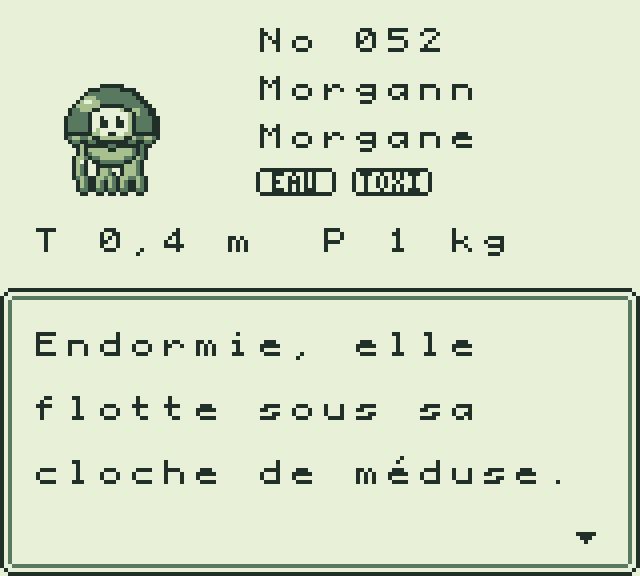 No 052
Morgann
Morgane
EAU TOXI
T 0,4 m P 1 kg
Endormie, elle
flotte sous sa
cloche de méduse.